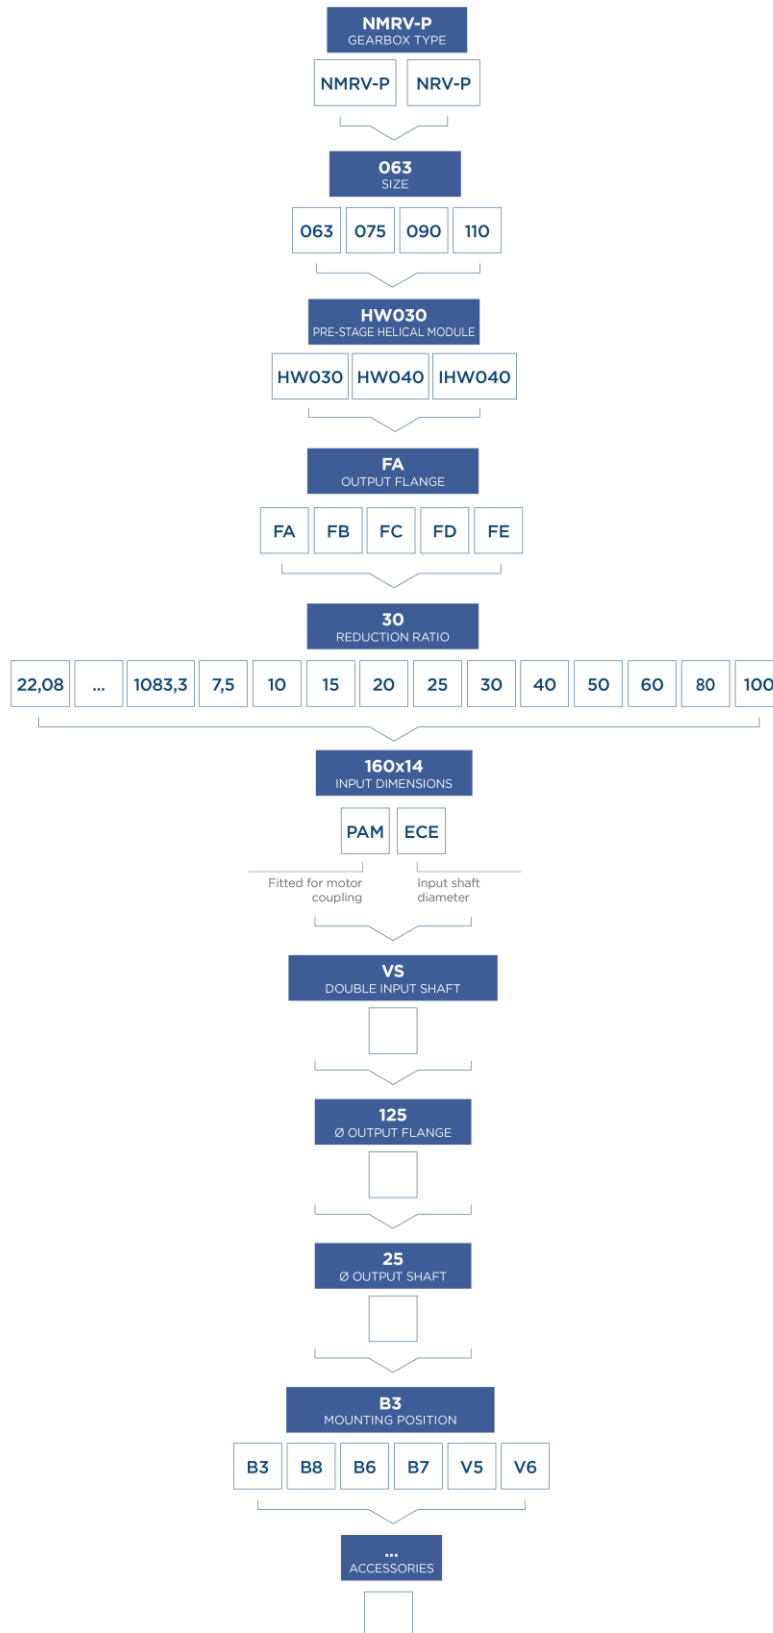 NMRV-P
GEARBOX TYPE
NMRV-P NRV-P
063
SIZE
063 075 090 110
HW030
PRE-STAGE HELICAL MODULE
HW030 HW040 IHW040
FA
OUTPUT FLANGE
FA FB FC FD FE
30
REDUCTION RATIO
22,08 ... 1083,3 7,5 10 15 20 25 30 40 50 60 80 100
160x14
INPUT DIMENSIONS
PAM ECE
Fitted for motor Input shaft
coupling diameter
VS
DOUBLE INPUT SHAFT
125
Ø OUTPUT FLANGE
25
Ø OUTPUT SHAFT
B3
MOUNTING POSITION
B3 B8 B6 B7 V5 V6
...
ACCESSORIES